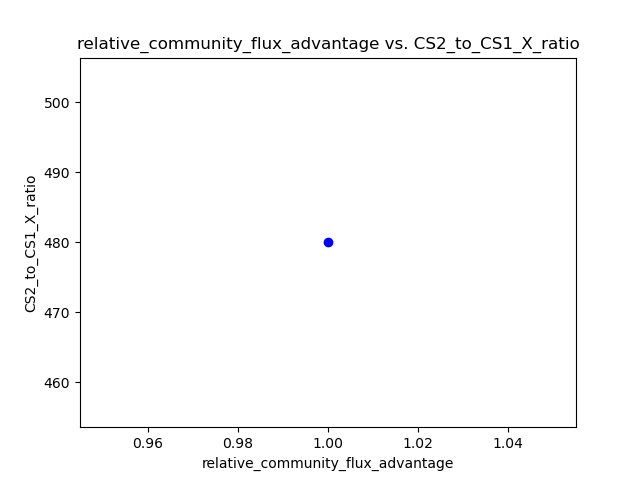 relative_community_flux_advantage vs. CS2_to_CS1_X_ratio
500
490
480
470
460
CS2_to_CS1_X_ratio
0.96 0.98 1.00 1.02 1.04
relative_community_flux_advantage